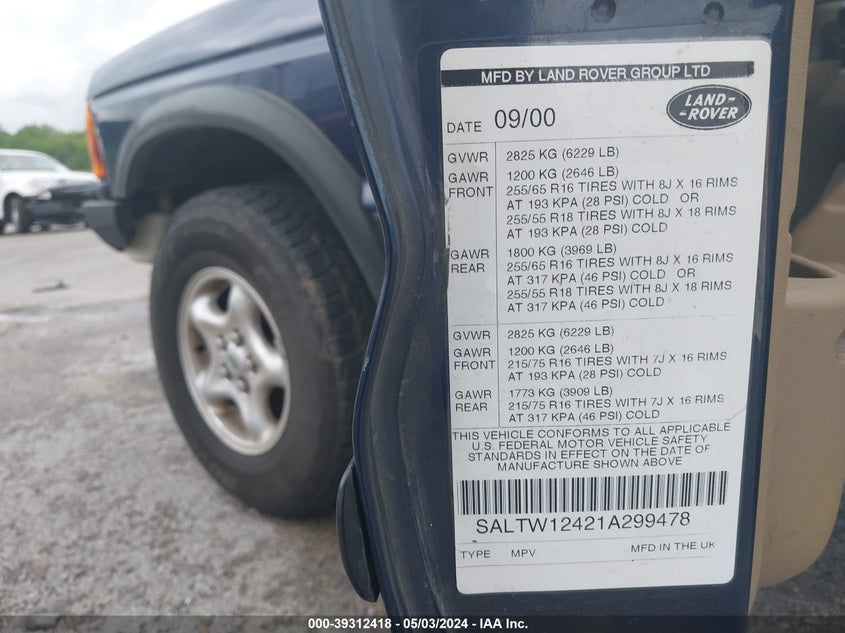 MFD BY LAND ROVER GROUP LTD
LAND-
-ROVER
DATE 09/00
GVWR 2825 KG (6229 LB)
GAWR 1200 KG (2646 LB)
FRONT 255/65 R16 TIRES WITH 8J X 16 RIMS
AT 193 KPA (28 PSI) COLD OR
255/55 R18 TIRES WITH 8J X 18 RIMS
AT 193 KPA (28 PSI) COLD
GAWR 1800 KG (3969 LB)
REAR 255/65 R16 TIRES WITH 8J X 16 RIMS
AT 317 KPA (46 PSI) COLD OR
255/55 R18 TIRES WITH 8J X 18 RIMS
AT 317 KPA (46 PSI) COLD
GVWR 2825 KG (6229 LB)
GAWR 1200 KG (2646 LB)
FRONT 215/75 R16 TIRES WITH 7J X 16 RIMS
AT 193 KPA (28 PSI) COLD
GAWR 1773 KG (3909 LB)
REAR 215/75 R16 TIRES WITH 7J X 16 RIMS
AT 317 KPA (46 PSI) COLD
THIS VEHICLE CONFORMS TO ALL APPLICABLE
U.S. FEDERAL MOTOR VEHICLE SAFETY
STANDARDS IN EFFECT ON THE DATE OF
MANUFACTURE SHOWN ABOVE
SALTW12421A299478
TYPE MPV MFD IN THE UK
000-39312418 - 05/03/2024 - IAAI.com